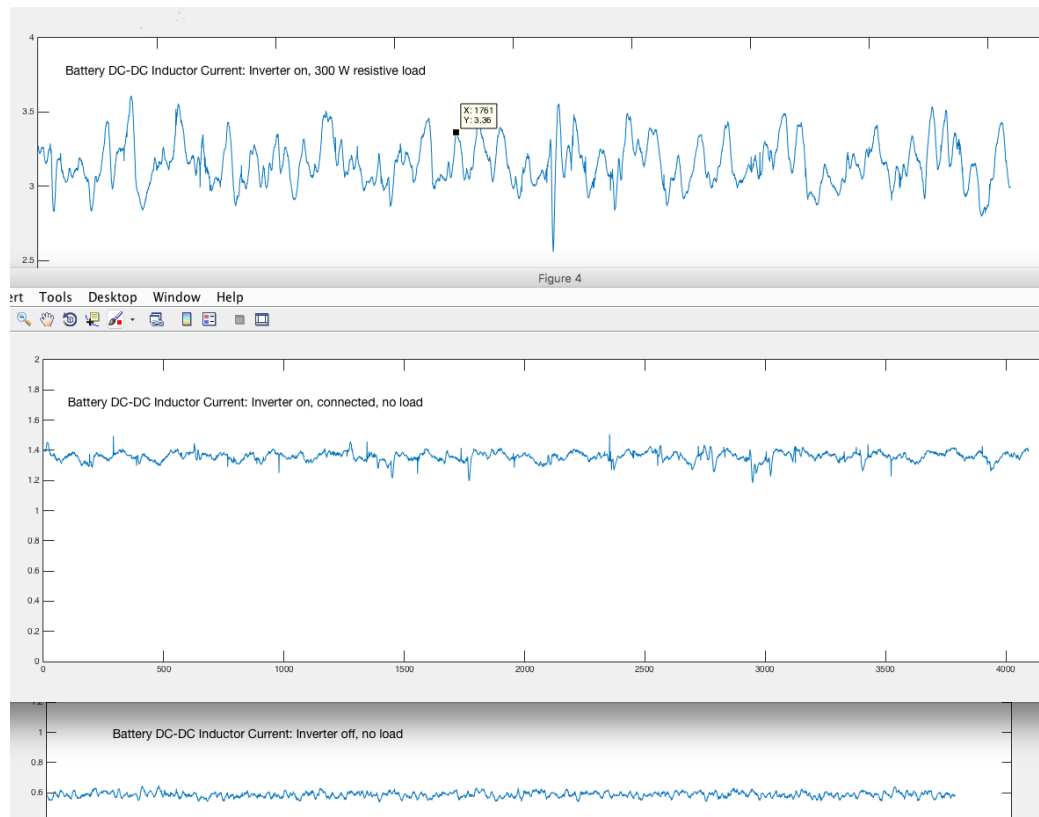 4
Battery DC-DC Inductor Current: Inverter on, 300 W resistive load
X: 1761
Y: 3.36
3.5
3
2.5
Figure 4
ert Tools Desktop Window Help
2
1.8
Battery DC-DC Inductor Current: Inverter on, connected, no load
1.6
1.4
1.2
1
0.8
0.6
0.4
0.2
0
0 500 1000 1500 2000 2500 3000 3500 4000
1.2
Battery DC-DC Inductor Current: Inverter off, no load
1
0.8
0.6